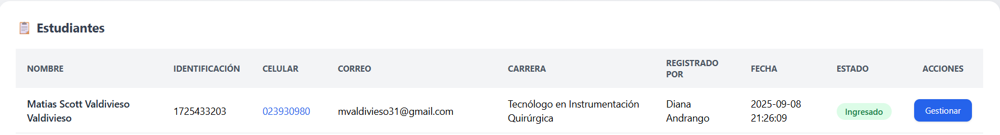 Estudiantes
NOMBRE IDENTIFICACIÓN CELULAR CORREO CARRERA REGISTRADO POR FECHA ESTADO ACCIONES
Matias Scott Valdivieso Valdivieso 1725433203 023930980 mvaldivieso31@gmail.com Tecnólogo en Instrumentación Quirúrgica Diana Andrango 2025-09-08 21:26:09 Ingresado Gestionar